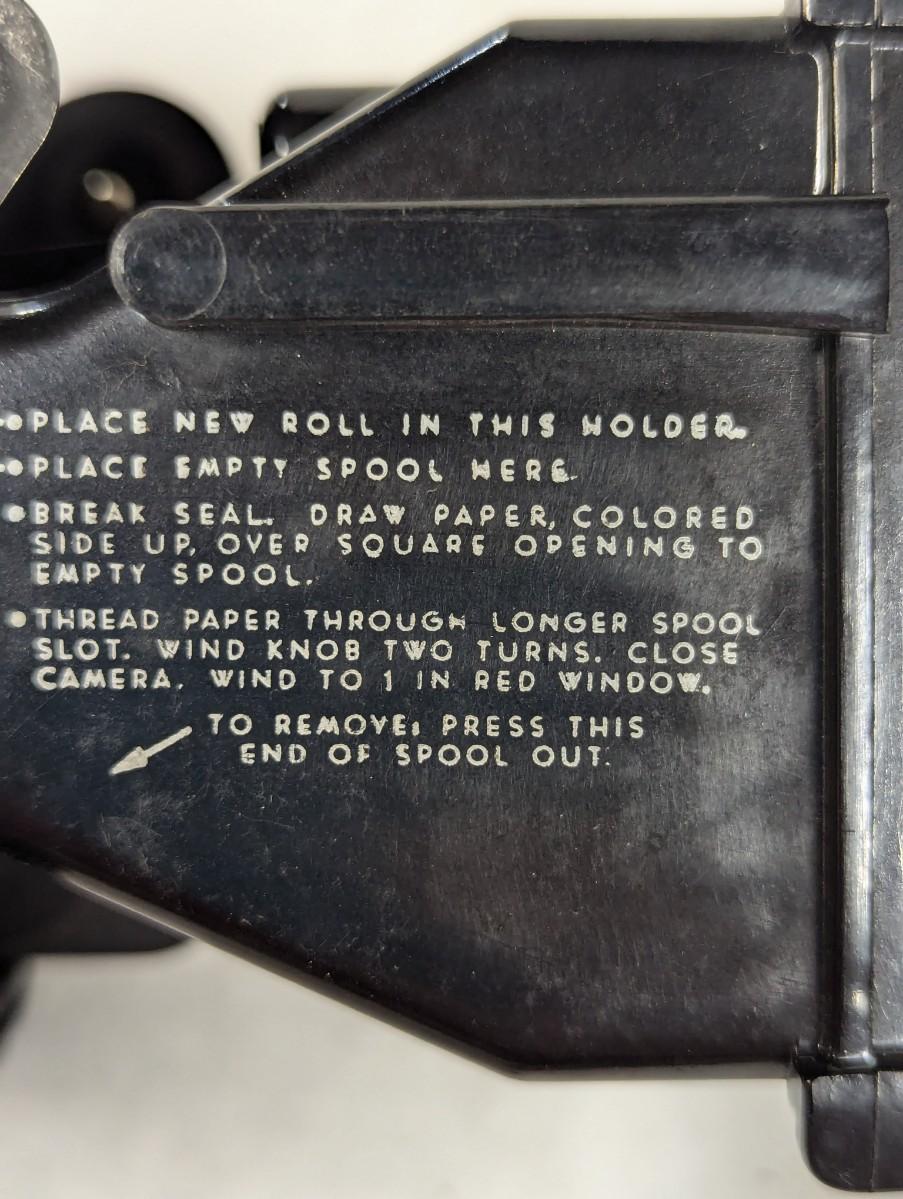 • PLACE NEW ROLL IN THIS HOLDER.
• PLACE EMPTY SPOOL HERE.
• BREAK SEAL. DRAW PAPER, COLORED
SIDE UP, OVER SQUARE OPENING TO
EMPTY SPOOL.
• THREAD PAPER THROUGH LONGER SPOOL
SLOT. WIND KNOB TWO TURNS. CLOSE
CAMERA. WIND TO 1 IN RED WINDOW.
TO REMOVE: PRESS THIS
END OF SPOOL OUT.